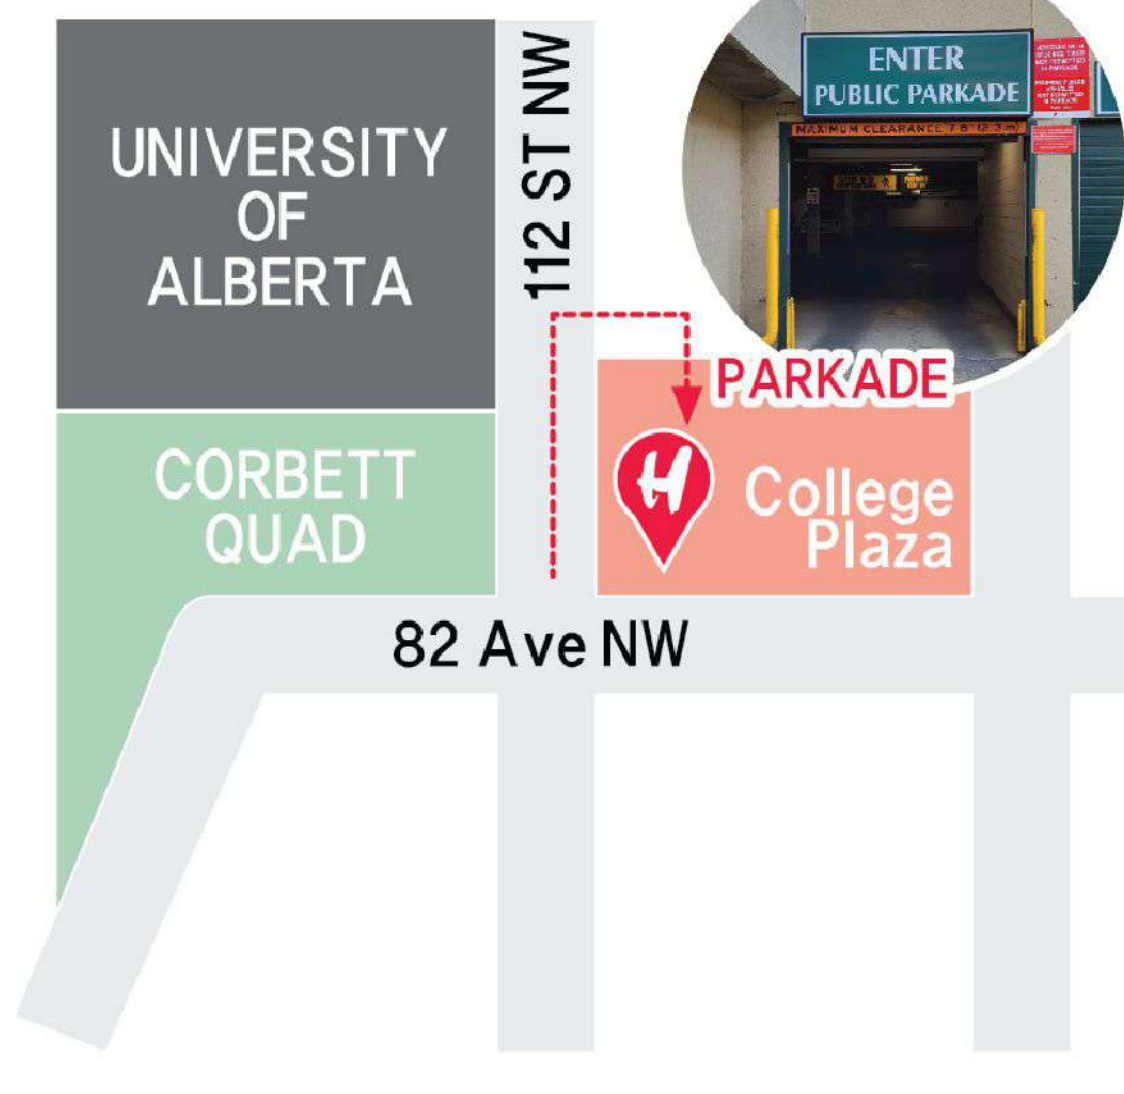 UNIVERSITY
OF
ALBERTA
112 ST NW
ENTER
PUBLIC PARKADE
MAXIMUM CLEARANCE
PARKADE
CORBETT
QUAD
H
College
Plaza
82 Ave NW